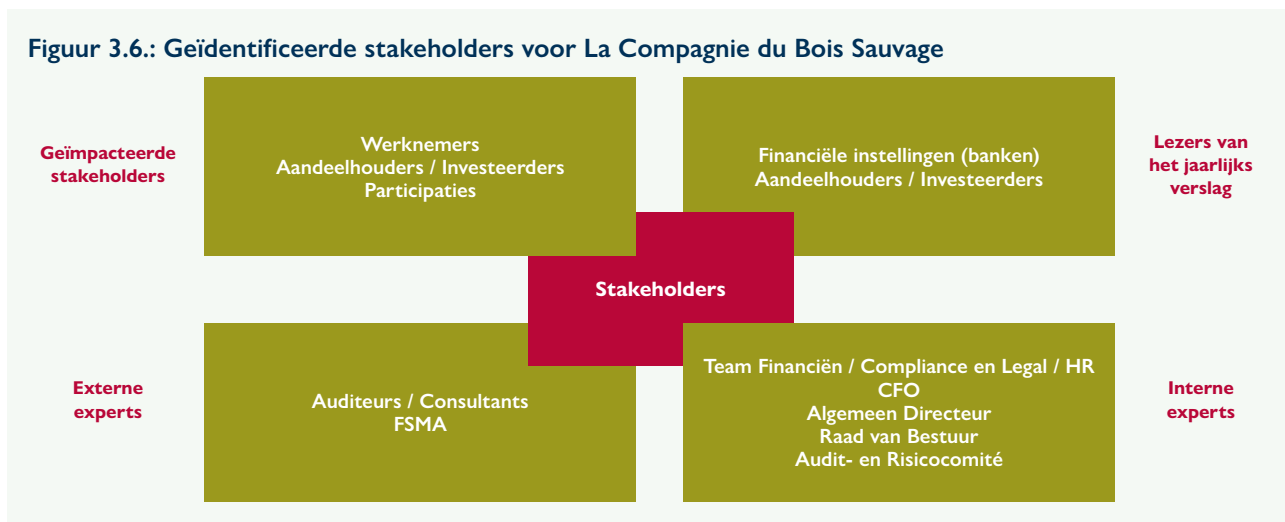 Figuur 3.6.: Geïdentificeerde stakeholders voor La Compagnie du Bois Sauvage
Geïmpacteerde
stakeholders
Werknemers
Aandeelhouders / Investeerders
Participaties
Financiële instellingen (banken)
Aandeelhouders / Investeerders
Lezers van
het jaarlijks
verslag
Stakeholders
Externe
experts
Auditeurs / Consultants
FSMA
Team Financiën / Compliance en Legal / HR
CFO
Algemeen Directeur
Raad van Bestuur
Audit- en Risicocomité
Interne
experts